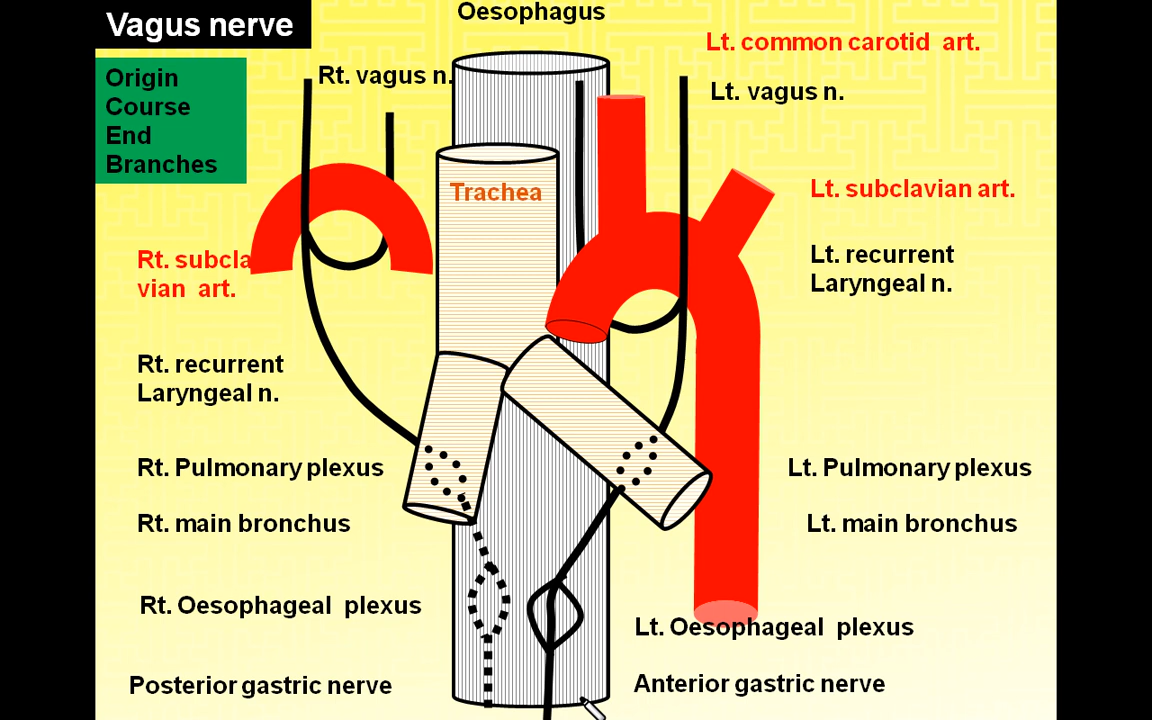 Vagus nerve
Origin
Course
End
Branches
Oesophagus
Lt. common carotid art.
Rt. vagus n.
Lt. vagus n.
Trachea
Lt. subclavian art.
Rt. subcla
vian art.
Lt. recurrent
Laryngeal n.
Rt. recurrent
Laryngeal n.
Rt. Pulmonary plexus
Lt. Pulmonary plexus
Rt. main bronchus
Lt. main bronchus
Rt. Oesophageal plexus
Lt. Oesophageal plexus
Posterior gastric nerve
Anterior gastric nerve